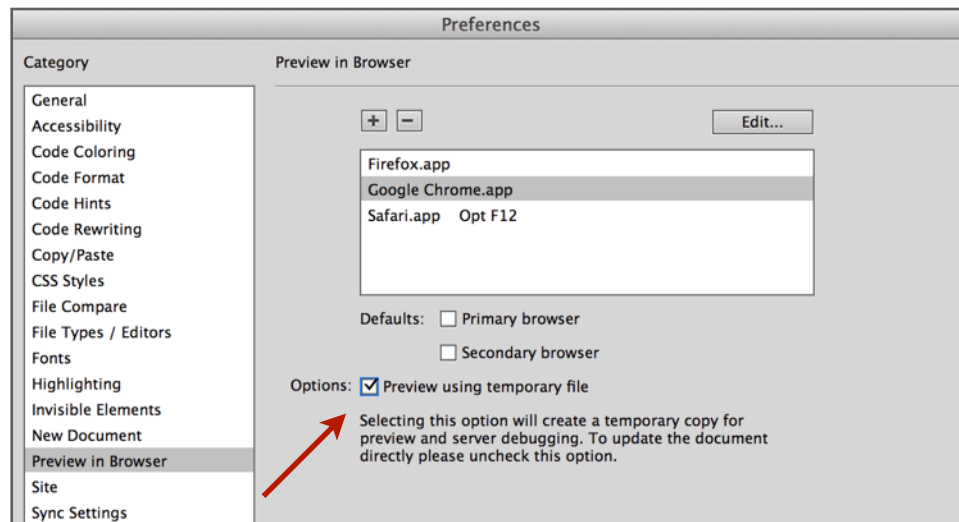 Preferences
Category
General
Accessibility
Code Coloring
Code Format
Code Hints
Code Rewriting
Copy/Paste
CSS Styles
File Compare
File Types / Editors
Fonts
Highlighting
Invisible Elements
New Document
Preview in Browser
Site
Sync Settings
Preview in Browser
+ −
Edit...
Firefox.app
Google Chrome.app
Safari.app Opt F12
Defaults: Primary browser
Secondary browser
Options: Preview using temporary file
Selecting this option will create a temporary copy for
preview and server debugging. To update the document
directly please uncheck this option.